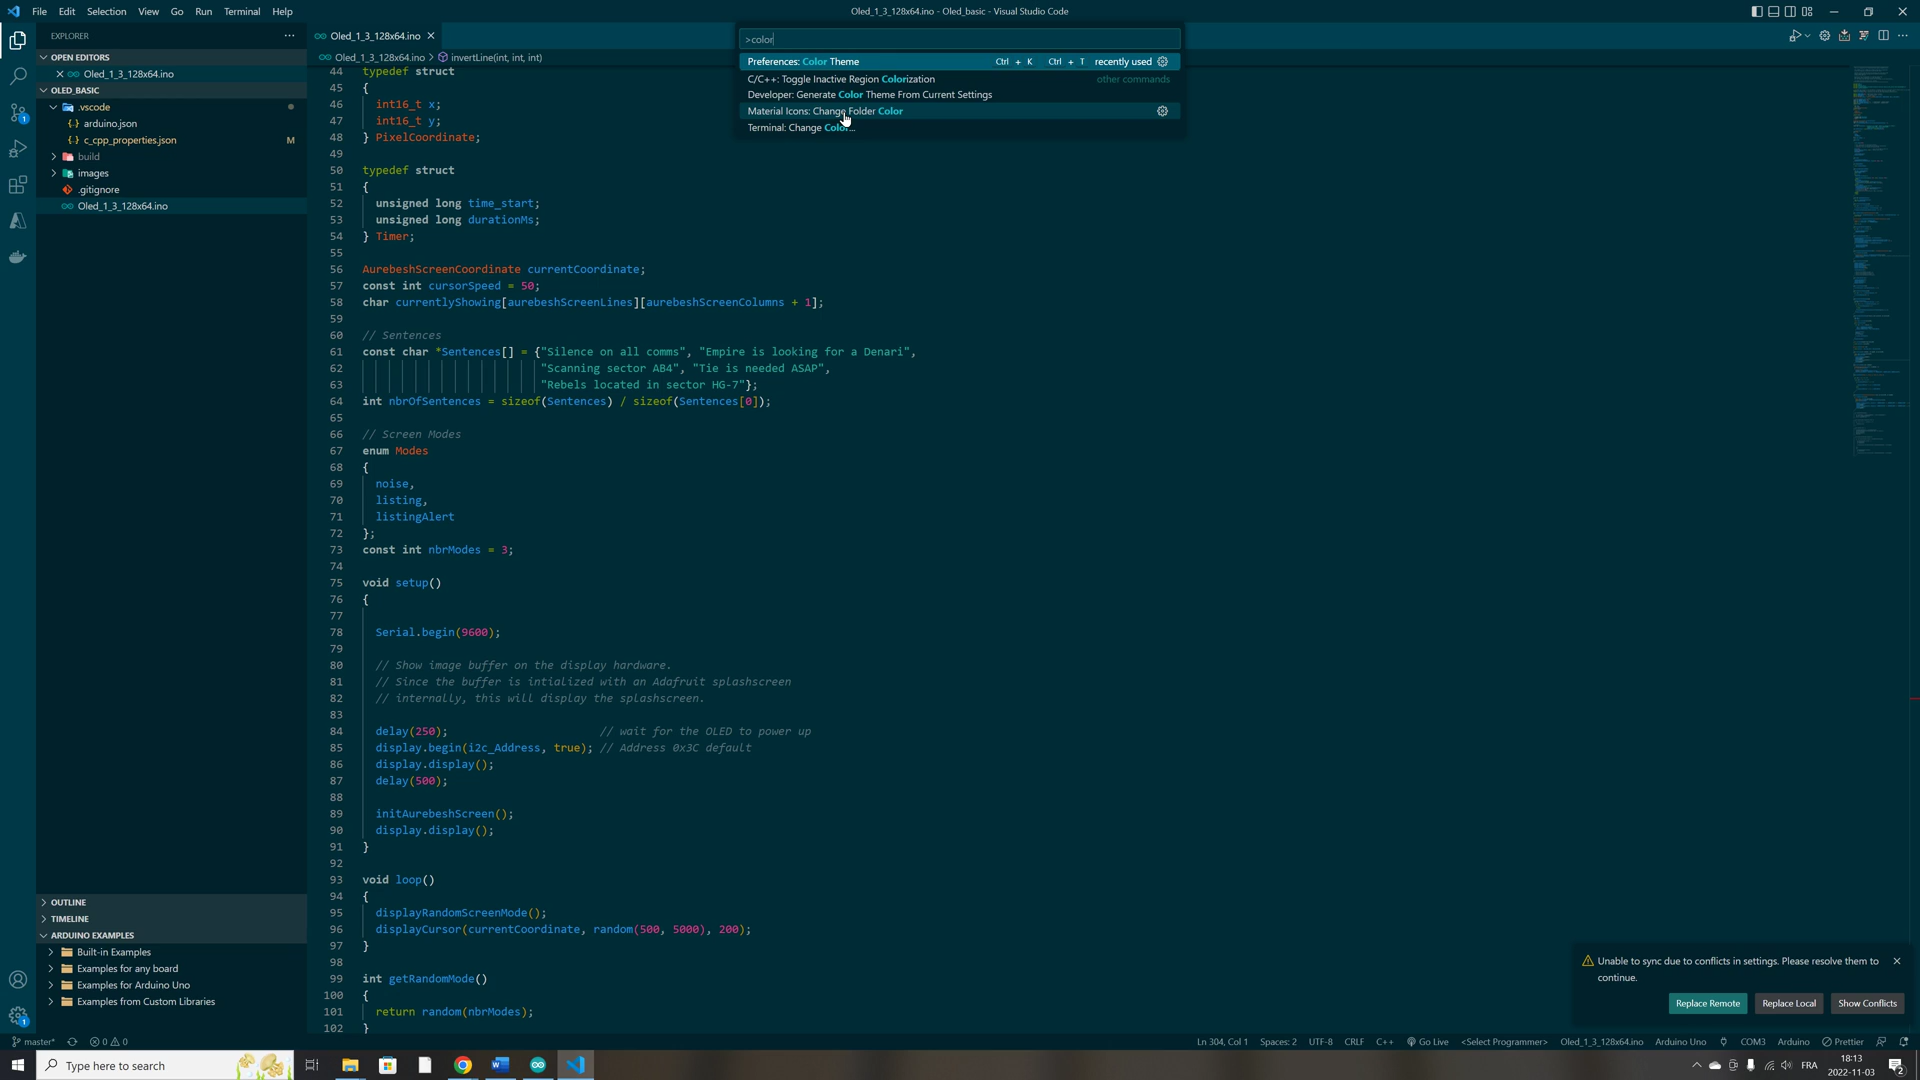 File Edit Selection View Go Run Terminal Help
Oled_1_3_128x64.ino - Oled_basic - Visual Studio Code
EXPLORER
OPEN EDITORS
Oled_1_3_128x64.ino
OLED_BASIC
.vscode
{} arduino.json
{} c_cpp_properties.json M
build
images
.gitignore
Oled_1_3_128x64.ino
OUTLINE
TIMELINE
ARDUINO EXAMPLES
Built-in Examples
Examples for any board
Examples for Arduino Uno
Examples from Custom Libraries
Oled_1_3_128x64.ino
Oled_1_3_128x64.ino > invertLine(int, int, int)
>color
Preferences: Color Theme Ctrl + K Ctrl + T recently used
C/C++: Toggle Inactive Region Colorization other commands
Developer: Generate Color Theme From Current Settings
Material Icons: Change Folder Color
Terminal: Change Color...
44 typedef struct
45 {
46 int16_t x;
47 int16_t y;
48 } PixelCoordinate;
49
50 typedef struct
51 {
52 unsigned long time_start;
53 unsigned long durationMs;
54 } Timer;
55
56 AurebeshScreenCoordinate currentCoordinate;
57 const int cursorSpeed = 50;
58 char currentlyShowing[aurebeshScreenLines][aurebeshScreenColumns + 1];
59
60 // Sentences
61 const char *Sentences[] = {"Silence on all comms", "Empire is looking for a Denari",
62 "Scanning sector AB4", "Tie is needed ASAP",
63 "Rebels located in sector HG-7"};
64 int nbrOfSentences = sizeof(Sentences) / sizeof(Sentences[0]);
65
66 // Screen Modes
67 enum Modes
68 {
69 noise,
70 listing,
71 listingAlert
72 };
73 const int nbrModes = 3;
74
75 void setup()
76 {
77
78 Serial.begin(9600);
79
80 // Show image buffer on the display hardware.
81 // Since the buffer is intialized with an Adafruit splashscreen
82 // internally, this will display the splashscreen.
83
84 delay(250); // wait for the OLED to power up
85 display.begin(i2c_Address, true); // Address 0x3C default
86 display.display();
87 delay(500);
88
89 initAurebeshScreen();
90 display.display();
91 }
92
93 void loop()
94 {
95 displayRandomScreenMode();
96 displayCursor(currentCoordinate, random(500, 5000), 200);
97 }
98
99 int getRandomMode()
100 {
101 return random(nbrModes);
102 }
Unable to sync due to conflicts in settings. Please resolve them to
continue.
Replace Remote Replace Local Show Conflicts
1
1
master* 0 0 Ln 304, Col 1 Spaces: 2 UTF-8 CRLF C++ Go Live <Select Programmer> Oled_1_3_128x64.ino Arduino Uno COM3 Arduino Prettier
Type here to search
FRA
18:13
2022-11-03
2